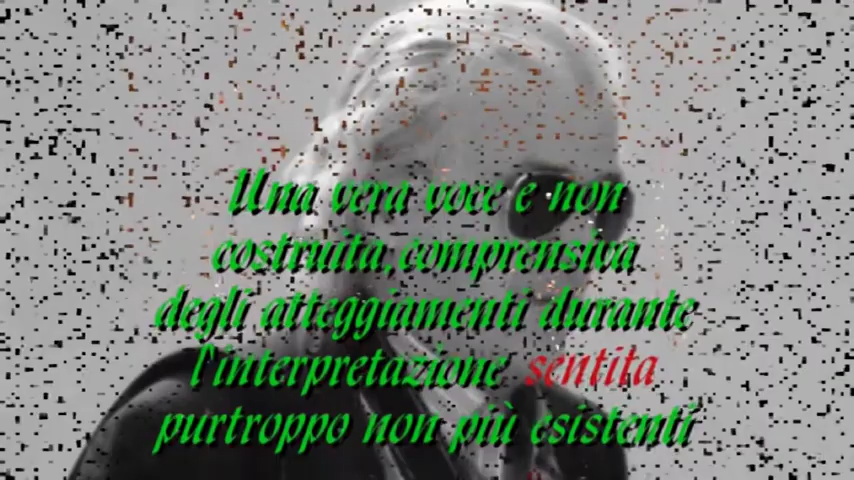 Una vera voce e non
costruita,comprensiva
degli atteggiamenti durante
l'interpretazione sentita
purtroppo non più esistenti